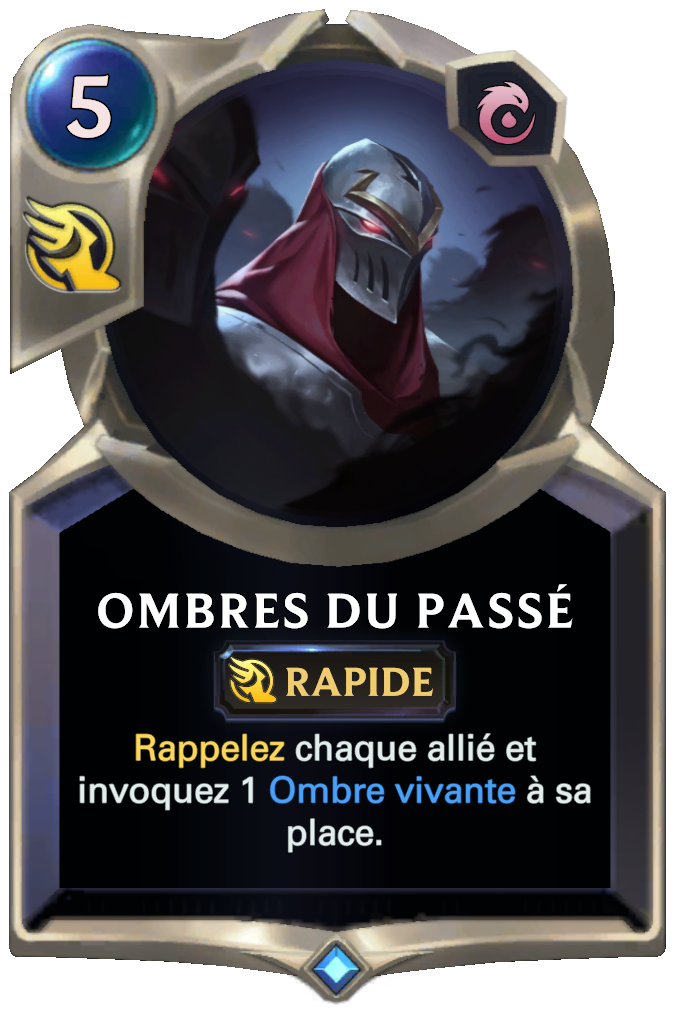 5
OMBRES DU PASSÉ
RAPIDE
Rappelez chaque allié et
invoquez 1 Ombre vivante à sa
place.